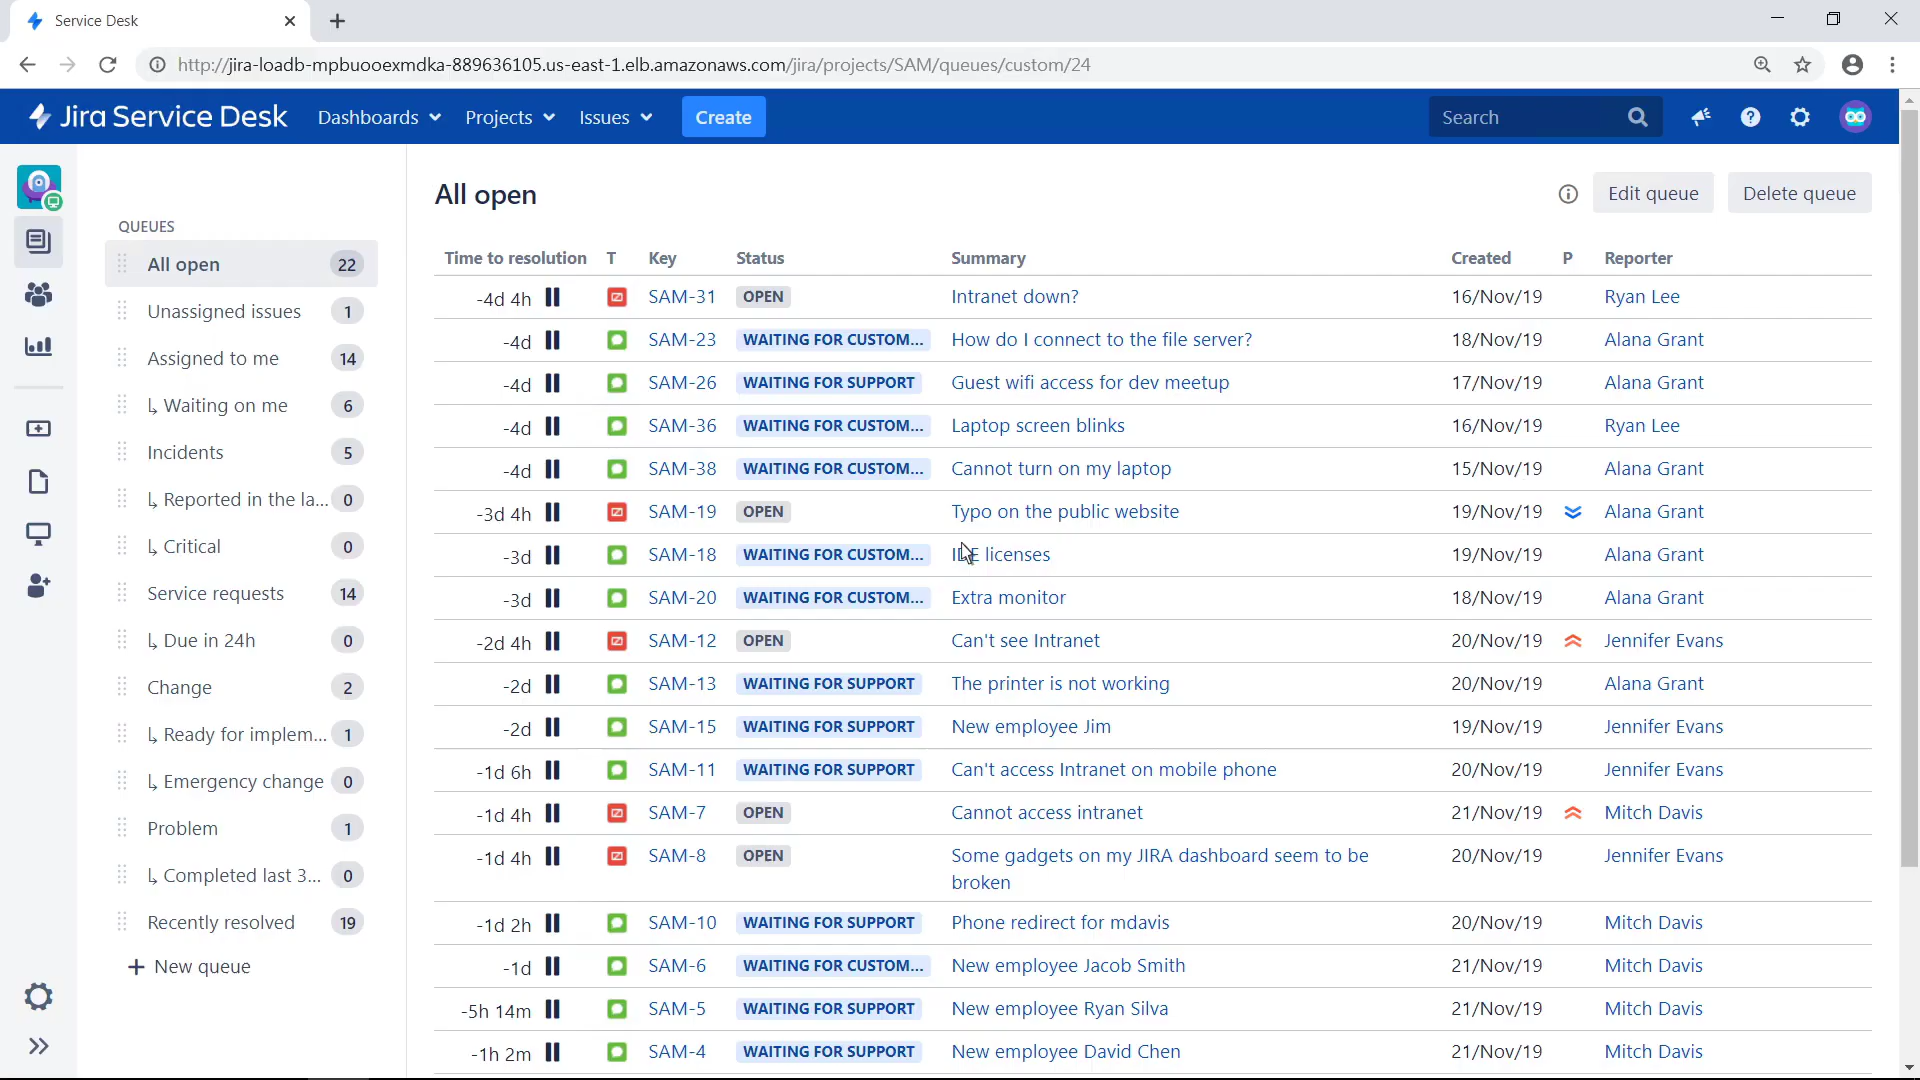 Service Desk
http://jira-loadb-mpbuooexmdka-889636105.us-east-1.elb.amazonaws.com/jira/projects/SAM/queues/custom/24
Jira Service Desk Dashboards Projects Issues Create Search
All open Edit queue Delete queue
QUEUES
All open 22
Unassigned issues 1
Assigned to me 14
Waiting on me 6
Incidents 5
Reported in the la... 0
Critical 0
Service requests 14
Due in 24h 0
Change 2
Ready for implem... 1
Emergency change 0
Problem 1
Completed last 3... 0
Recently resolved 19
+ New queue
Time to resolution T Key Status Summary Created P Reporter
-4d 4h SAM-31 OPEN Intranet down? 16/Nov/19 Ryan Lee
-4d SAM-23 WAITING FOR CUSTOM... How do I connect to the file server? 18/Nov/19 Alana Grant
-4d SAM-26 WAITING FOR SUPPORT Guest wifi access for dev meetup 17/Nov/19 Alana Grant
-4d SAM-36 WAITING FOR CUSTOM... Laptop screen blinks 16/Nov/19 Ryan Lee
-4d SAM-38 WAITING FOR CUSTOM... Cannot turn on my laptop 15/Nov/19 Alana Grant
-3d 4h SAM-19 OPEN Typo on the public website 19/Nov/19 Alana Grant
-3d SAM-18 WAITING FOR CUSTOM... IDE licenses 19/Nov/19 Alana Grant
-3d SAM-20 WAITING FOR CUSTOM... Extra monitor 18/Nov/19 Alana Grant
-2d 4h SAM-12 OPEN Can't see Intranet 20/Nov/19 Jennifer Evans
-2d SAM-13 WAITING FOR SUPPORT The printer is not working 20/Nov/19 Alana Grant
-2d SAM-15 WAITING FOR SUPPORT New employee Jim 19/Nov/19 Jennifer Evans
-1d 6h SAM-11 WAITING FOR SUPPORT Can't access Intranet on mobile phone 20/Nov/19 Jennifer Evans
-1d 4h SAM-7 OPEN Cannot access intranet 21/Nov/19 Mitch Davis
-1d 4h SAM-8 OPEN Some gadgets on my JIRA dashboard seem to be 20/Nov/19 Jennifer Evans
broken
-1d 2h SAM-10 WAITING FOR SUPPORT Phone redirect for mdavis 20/Nov/19 Mitch Davis
-1d SAM-6 WAITING FOR CUSTOM... New employee Jacob Smith 21/Nov/19 Mitch Davis
-5h 14m SAM-5 WAITING FOR SUPPORT New employee Ryan Silva 21/Nov/19 Mitch Davis
-1h 2m SAM-4 WAITING FOR SUPPORT New employee David Chen 21/Nov/19 Mitch Davis